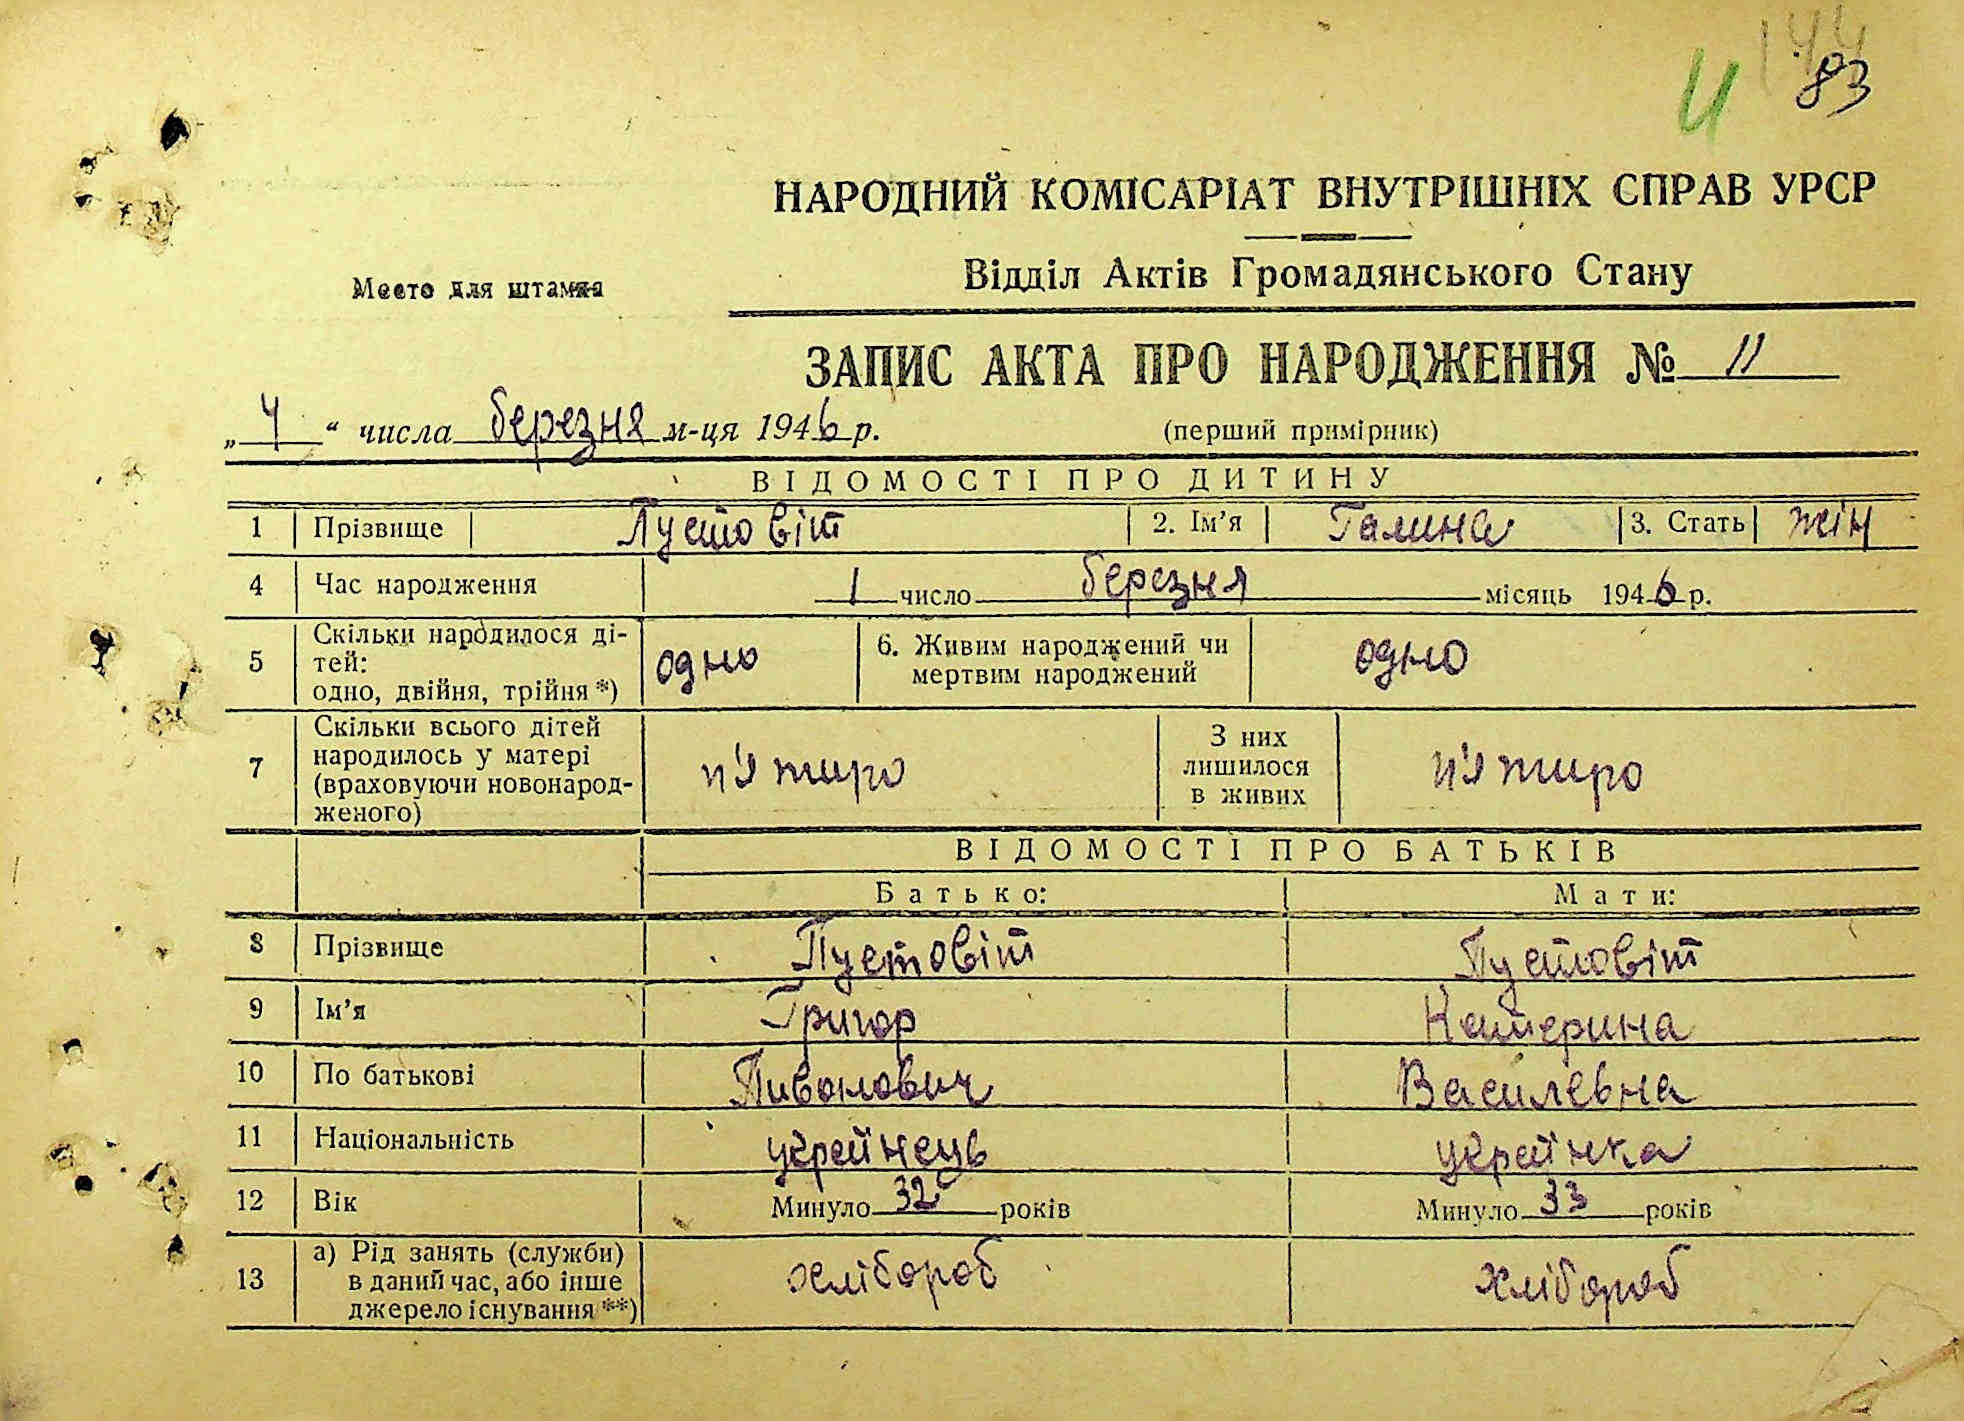 144
И 83
НАРОДНИЙ КОМІСАРІАТ ВНУТРІШНІХ СПРАВ УРСР
Відділ Актів Громадянського Стану
Место для штампа
ЗАПИС АКТА ПРО НАРОДЖЕННЯ № 11
„ 4 “ числа березня м-ця 1946 р. (перший примірник)
ВІДОМОСТІ ПРО ДИТИНУ
1 Прізвище Пустовіт 2. Ім’я Галина 3. Стать жін
4 Час народження 1 число березня місяць 1946 р.
5 Скільки народилося ді-
тей:
одно, двійня, трійня *) одно 6. Живим народжений чи
мертвим народжений одно
7 Скільки всього дітей
народилось у матері
(враховуючи новонарод-
женого) п'ятиро З них
лишилося
в живих п'ятиро
ВІДОМОСТІ ПРО БАТЬКІВ
Батько: Мати:
8 Прізвище Пустовіт Пустовіт
9 Ім’я Григор Катерина
10 По батькові Пивонович Василевна
11 Національність українець українка
12 Вік Минуло 32 років Минуло 33 років
13 а) Рід занять (служби)
в даний час, або інше
джерело існування **) хлібороб хлібороб